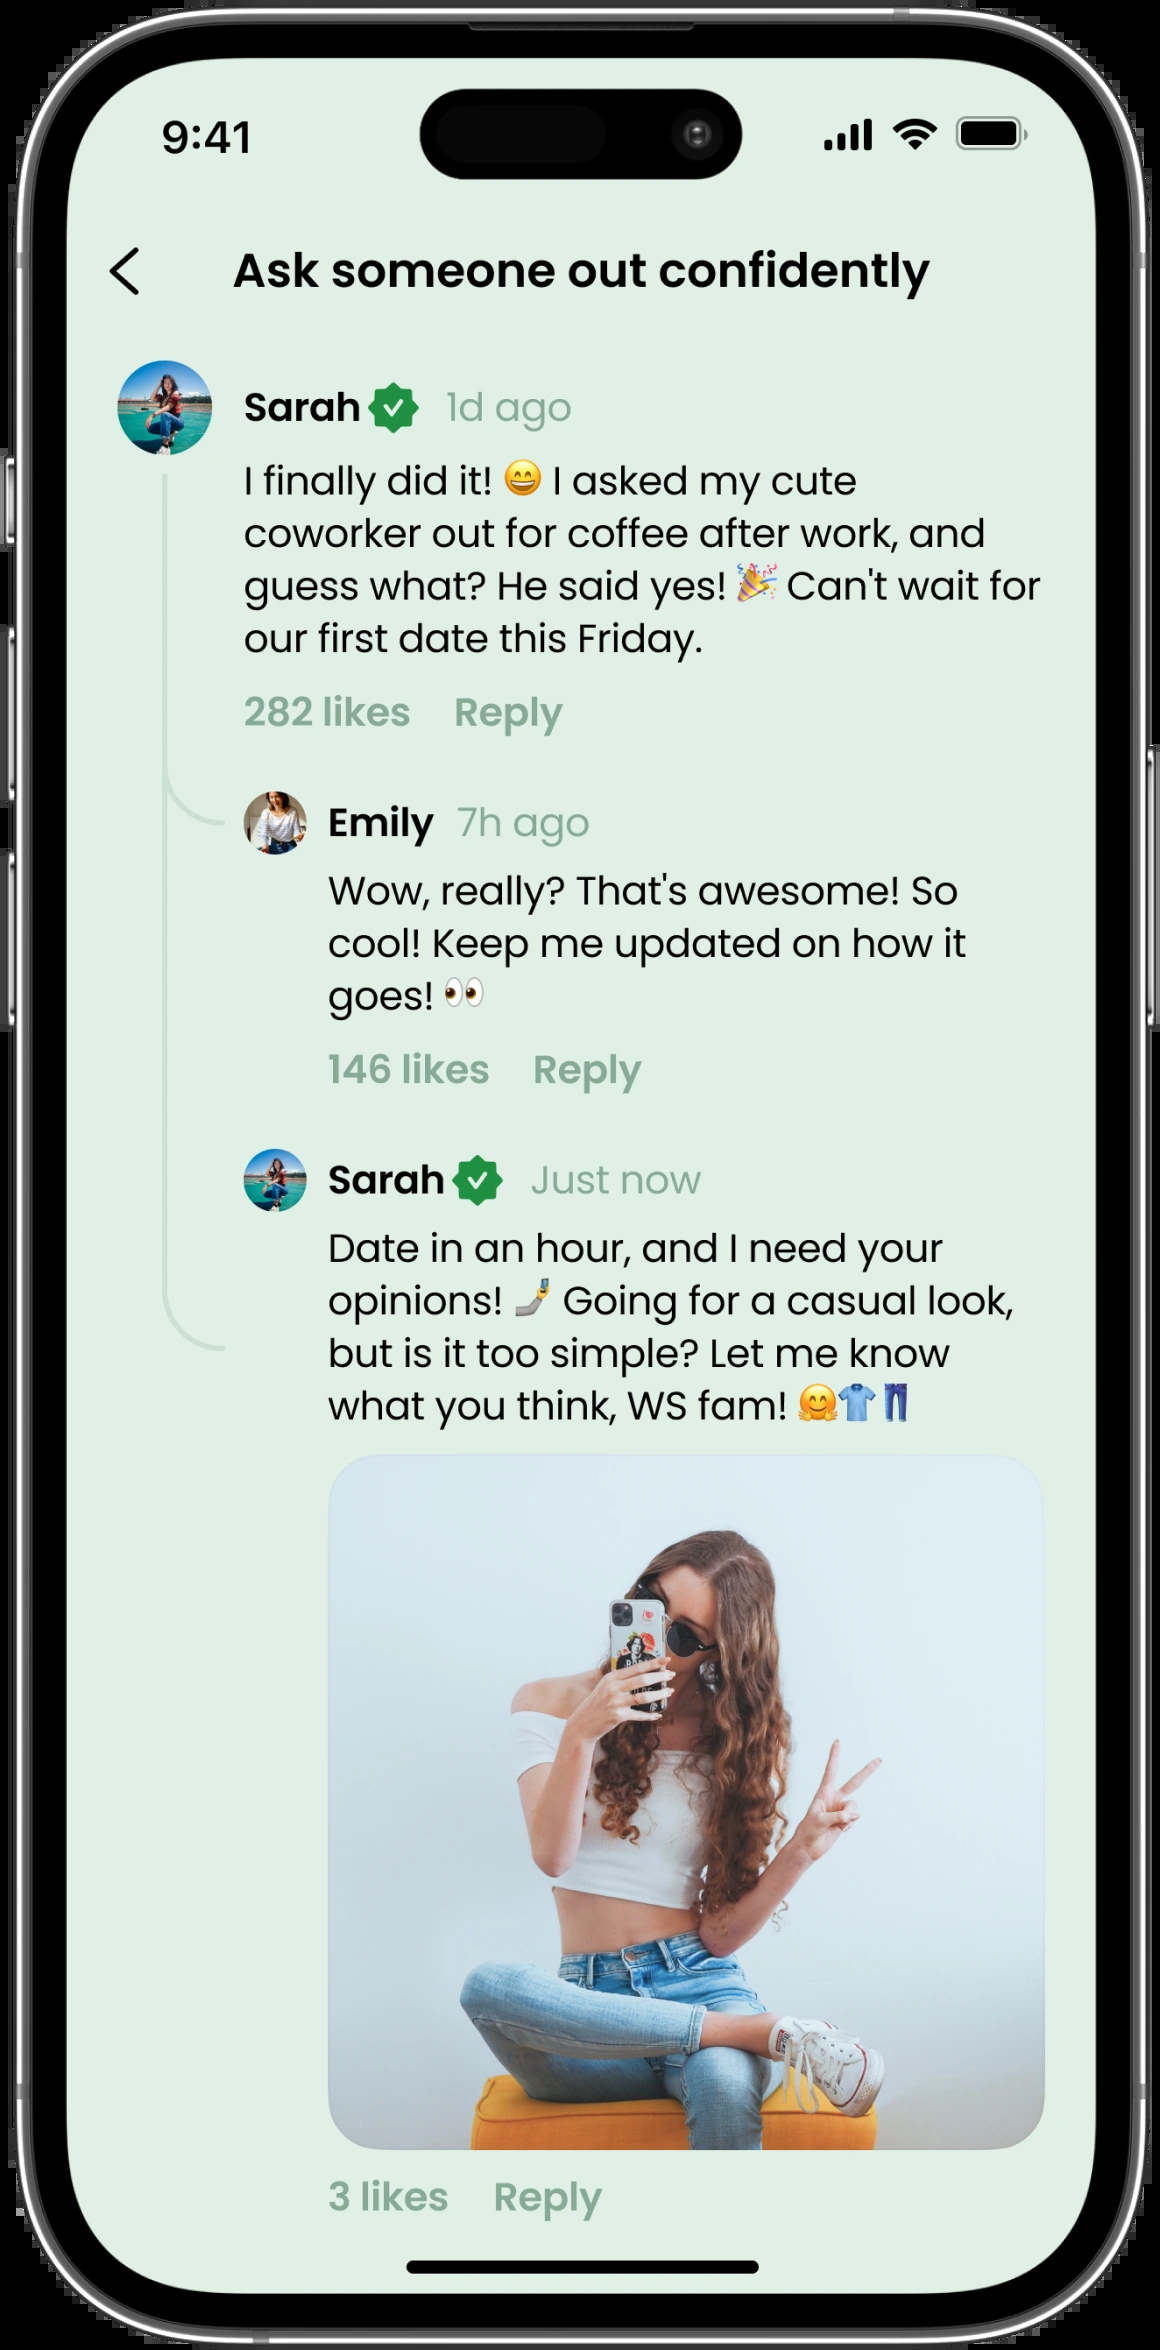 9:41
Ask someone out confidently
Sarah 1d ago
I finally did it! 😄 I asked my cute
coworker out for coffee after work, and
guess what? He said yes! 🎉 Can't wait for
our first date this Friday.
282 likes Reply
Emily 7h ago
Wow, really? That's awesome! So
cool! Keep me updated on how it
goes! 👀
146 likes Reply
Sarah Just now
Date in an hour, and I need your
opinions! 🤳 Going for a casual look,
but is it too simple? Let me know
what you think, WS fam! 🤗👕👖
3 likes Reply